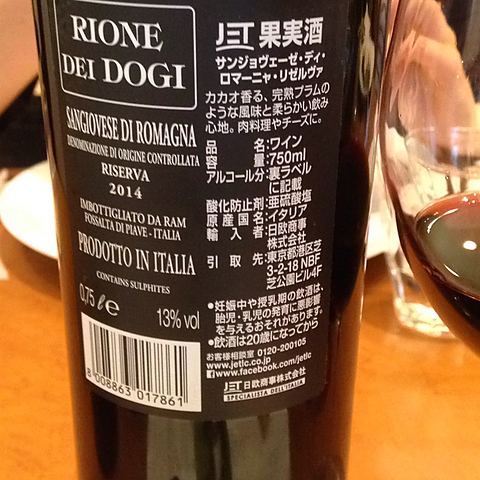 RIONE
DEI DOGI
SANGIOVESE DI ROMAGNA
DENOMINAZIONE DI ORIGINE CONTROLLATA
RISERVA
2014
IMBOTTIGLIATO DA RAM
FOSSALTA DI PIAVE - ITALIA
PRODOTTO IN ITALIA
CONTAINS SULPHITES
0,75 ℓ e
13% vol
8 008863 017861
JET 果実酒
サンジョヴェーゼ・ディ・
ロマーニャ・リゼルヴァ
カカオ香る、完熟プラムの
ような風味と柔らかい飲み
心地。肉料理やチーズに。
品名:ワイン
容量:750ml
アルコール分:裏ラベル
に記載
酸化防止剤:亜硫酸塩
原産国名:イタリア
輸入者:日欧商事
株式会社
引取先:東京都港区芝
3-2-18 NBF
芝公園ビル4F
•妊娠中や授乳期の飲酒は、
胎児・乳児の発育に悪影響
を与えるおそれがあります。
•飲酒は20歳になってから
お客様相談室 0120-200105
www.jetlc.co.jp
www.facebook.com/jetlc
JET 日欧商事株式会社
SPECIALISTA DELL'ITALIA